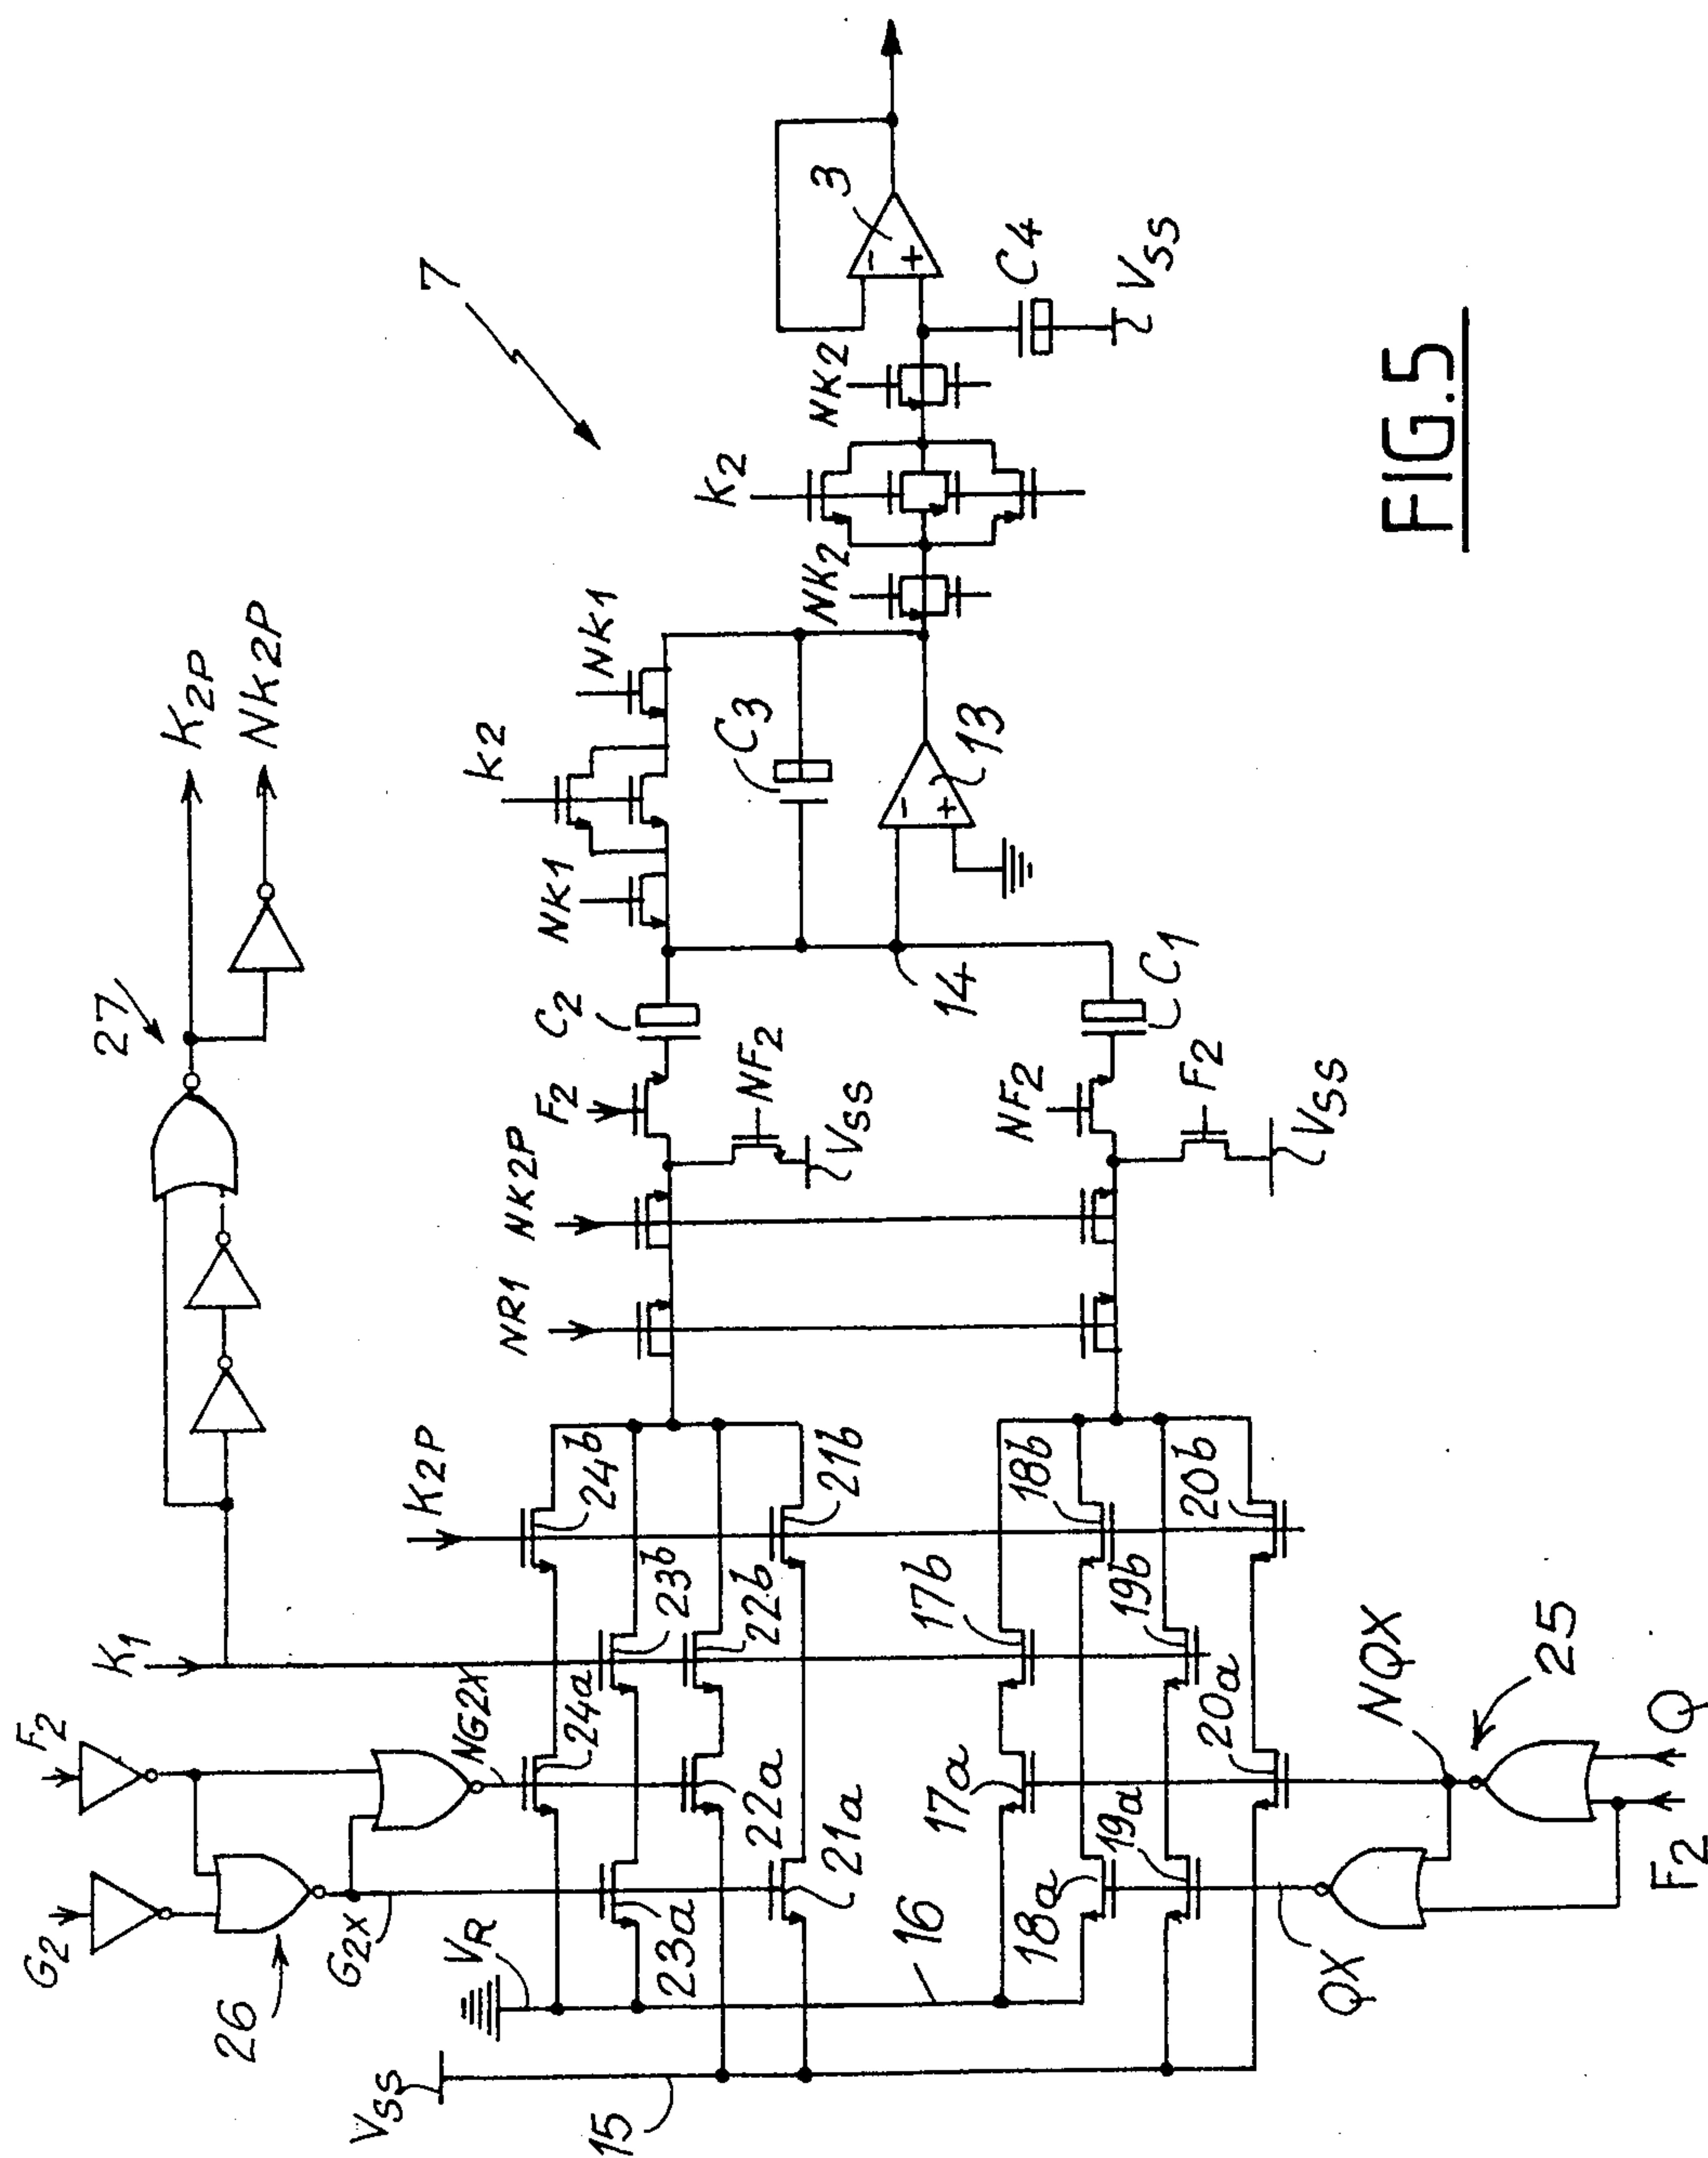 7
K2P
NK2P
27
K1
F2
G2
26
G2X
NG2X
VSS
15
VR
16
K2P
NR1
NK2P
F2
C2
NF2
VSS
NK1
K2
NK1
C3
13
14
NK2
K2
NK2
3
C4
VSS
24b
24a
23b
23a
22b
22a
21b
21a
17b
17a
18b
18a
19b
19a
20b
20a
NF2
C1
F2
VSS
NQX
QX
25
F2
Q
FIG.5